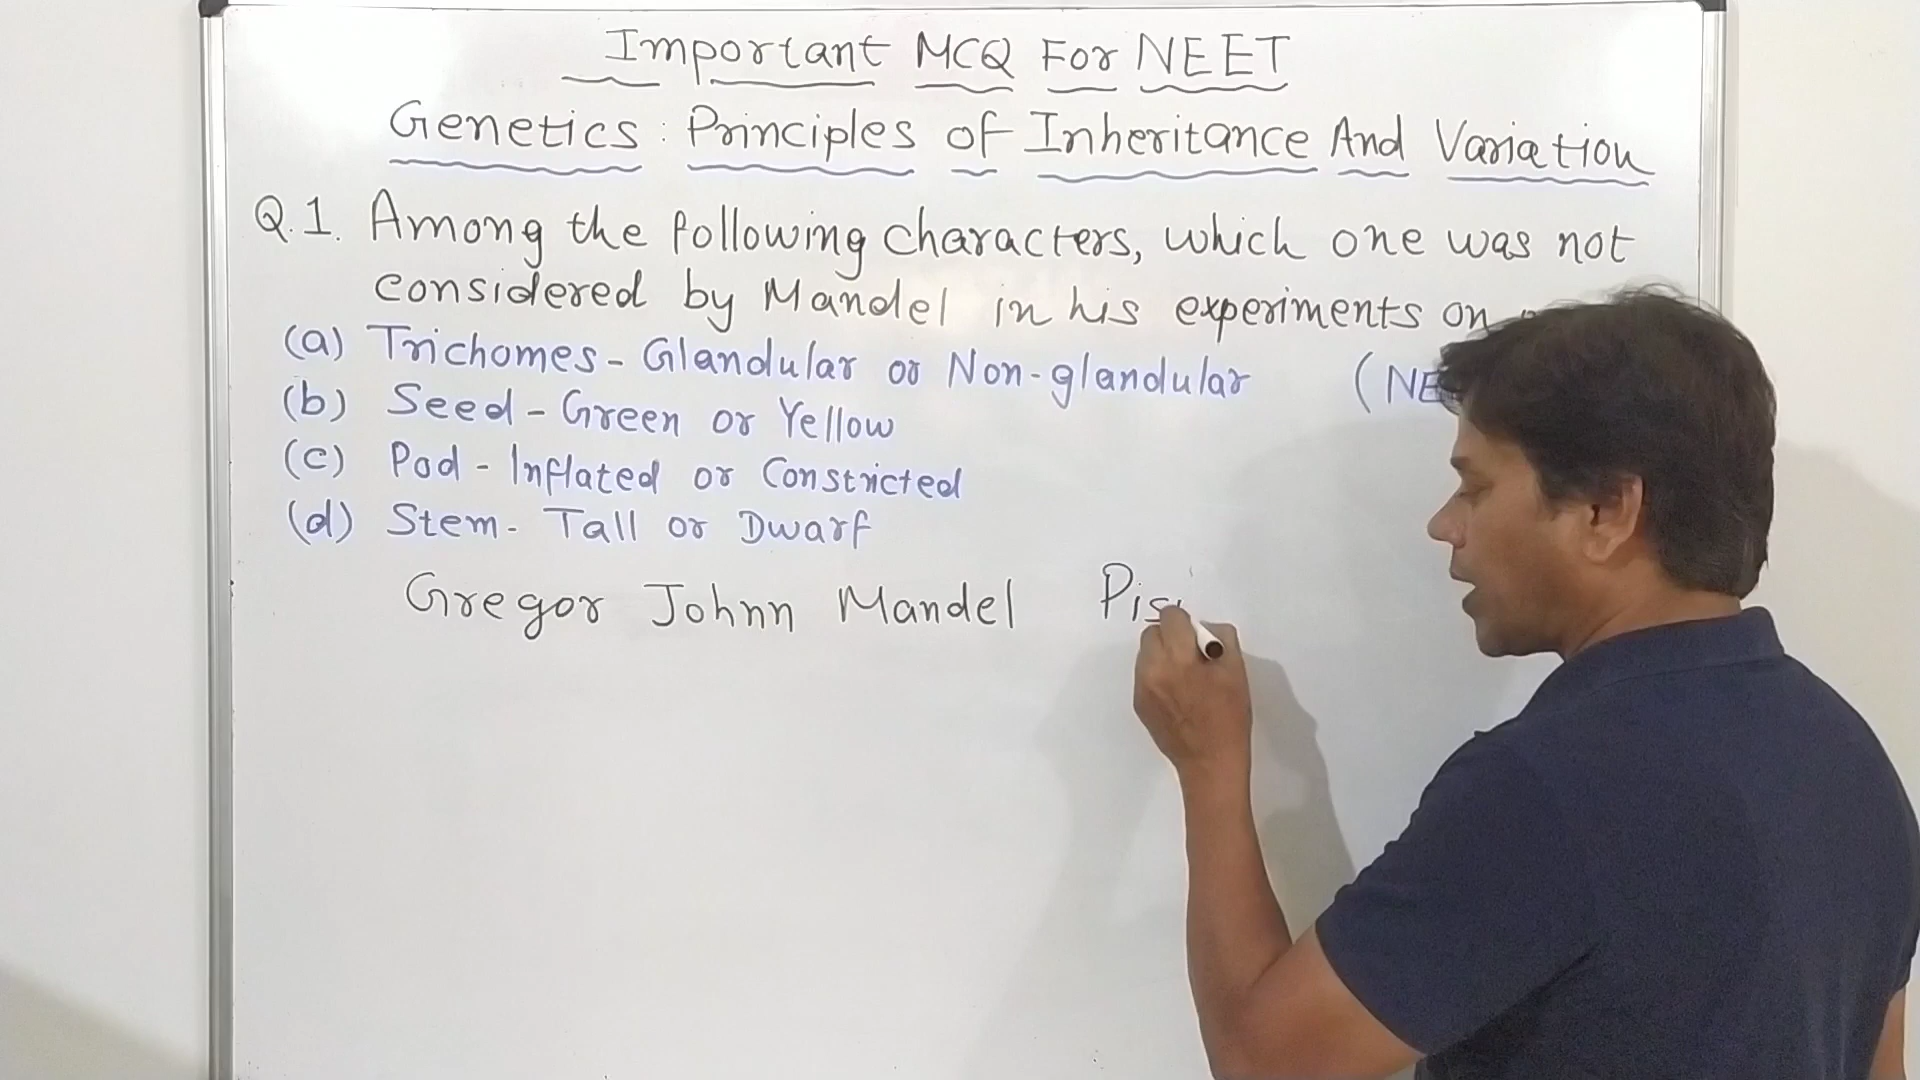 Important MCQ For NEET
Genetics: Principles of Inheritance And Variation
Q.1. Among the following characters, which one was not
considered by Mandel in his experiments on
(a) Trichomes - Glandular or Non-glandular (NE
(b) Seed - Green or Yellow
(c) Pod - Inflated or Constricted
(d) Stem - Tall or Dwarf
Gregor Johnn Mandel Pis